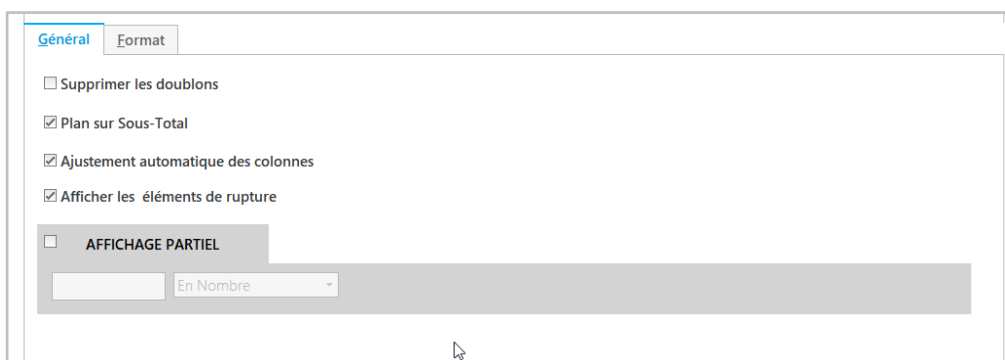 Général Format
Supprimer les doublons
Plan sur Sous-Total
Ajustement automatique des colonnes
Afficher les éléments de rupture
AFFICHAGE PARTIEL
En Nombre